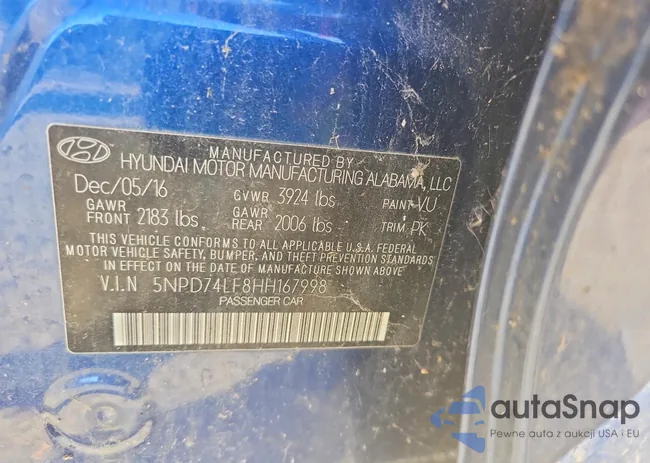 MANUFACTURED BY
HYUNDAI MOTOR MANUFACTURING ALABAMA, LLC
Dec/05/16 GVWR 3924 lbs PAINT VU
GAWR FRONT 2183 lbs GAWR REAR 2006 lbs TRIM PK
THIS VEHICLE CONFORMS TO ALL APPLICABLE U.S.A. FEDERAL
MOTOR VEHICLE SAFETY, BUMPER, AND THEFT PREVENTION STANDARDS
IN EFFECT ON THE DATE OF MANUFACTURE SHOWN ABOVE
V.I.N 5NPD74LF8HH167998
PASSENGER CAR
autaSnap
Pewne auta z aukcji USA i EU